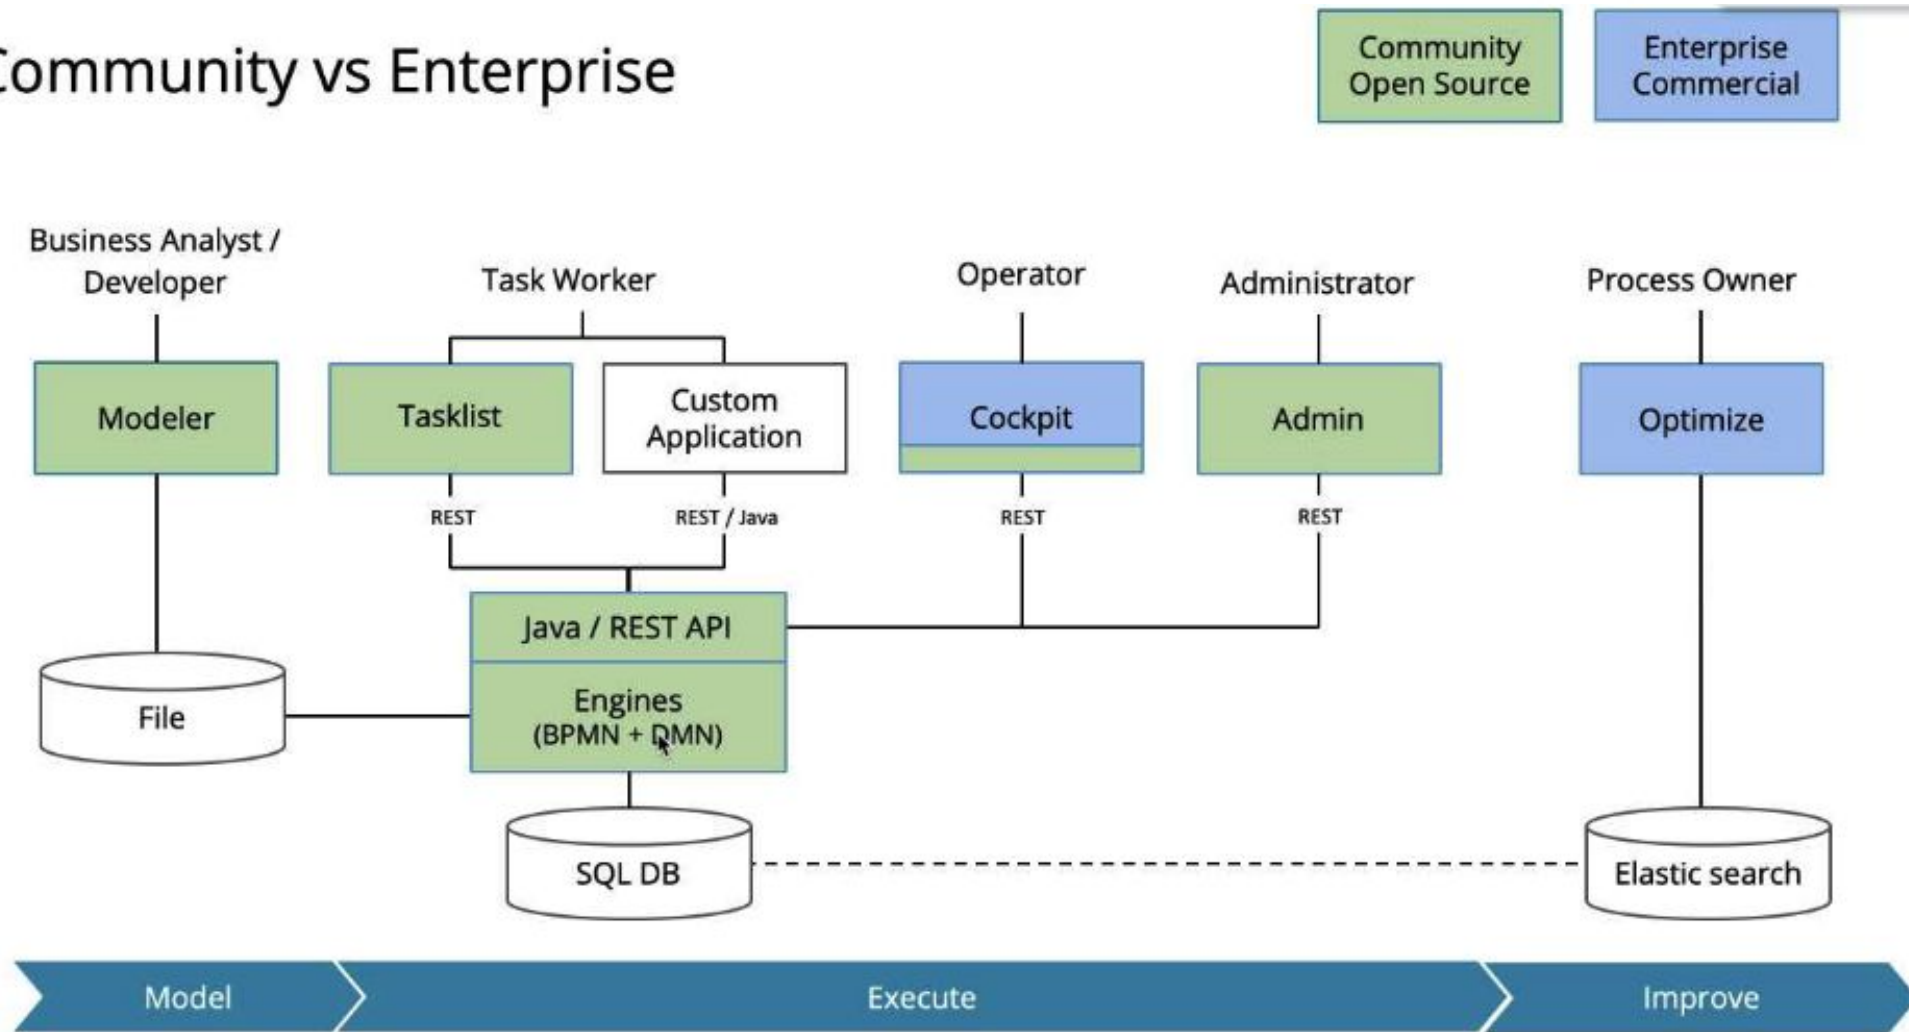 Community vs Enterprise
Community
Open Source
Enterprise
Commercial
Business Analyst /
Developer
Task Worker
Operator
Administrator
Process Owner
Modeler
Tasklist
Custom
Application
Cockpit
Admin
Optimize
REST
REST / Java
REST
REST
Java / REST API
Engines
(BPMN + DMN)
File
SQL DB
Elastic search
Model
Execute
Improve